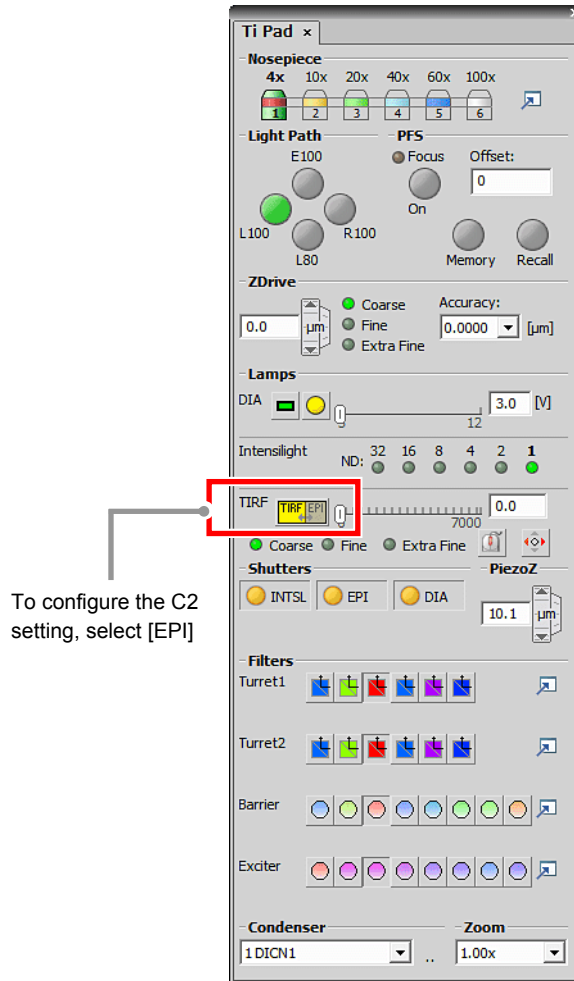 Ti Pad ×
Nosepiece
4x 10x 20x 40x 60x 100x
1 2 3 4 5 6
Light Path PFS
E100 Focus Offset:
0
On
L100 R100
L80 Memory Recall
ZDrive
Coarse Accuracy:
0.0 µm Fine 0.0000 [µm]
Extra Fine
Lamps
DIA 3.0 [V]
12
Intensilight ND: 32 16 8 4 2 1
TIRF TIRF EPI 0.0
7000
Coarse Fine Extra Fine
Shutters PiezoZ
INTSL EPI DIA
10.1 µm
To configure the C2
setting, select [EPI]
Filters
Turret1
Turret2
Barrier
Exciter
Condenser Zoom
1 DICN1 .. 1.00x